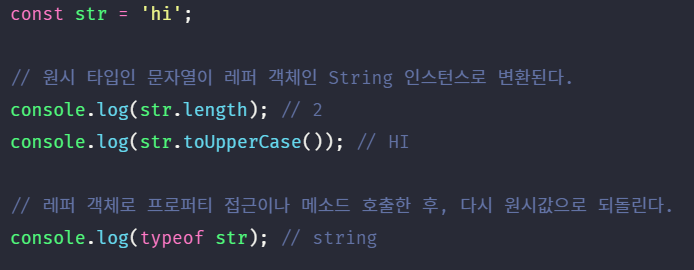 const str = 'hi';
// 원시 타입인 문자열이 레퍼 객체인 String 인스턴스로 변환된다.
console.log(str.length); // 2
console.log(str.toUpperCase()); // HI
// 레퍼 객체로 프로퍼티 접근이나 메소드 호출한 후, 다시 원시값으로 되돌린다.
console.log(typeof str); // string